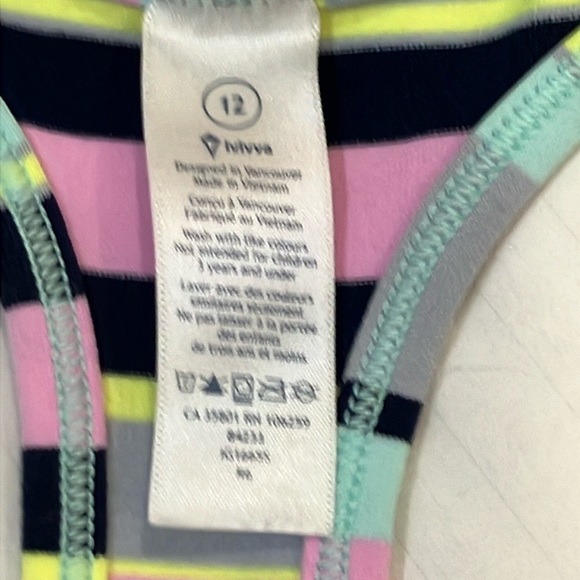 12
ivivva
Designed in Vancouver
Made in Vietnam
Conçu à Vancouver
Fabriqué au Vietnam
Wash with like colours
not intended for children
3 years and under
Laver avec des couleurs
similaires séparément
Ne pas laisser à la portée
des enfants
de trois ans et moins
CA 35801 RN 106259
84233